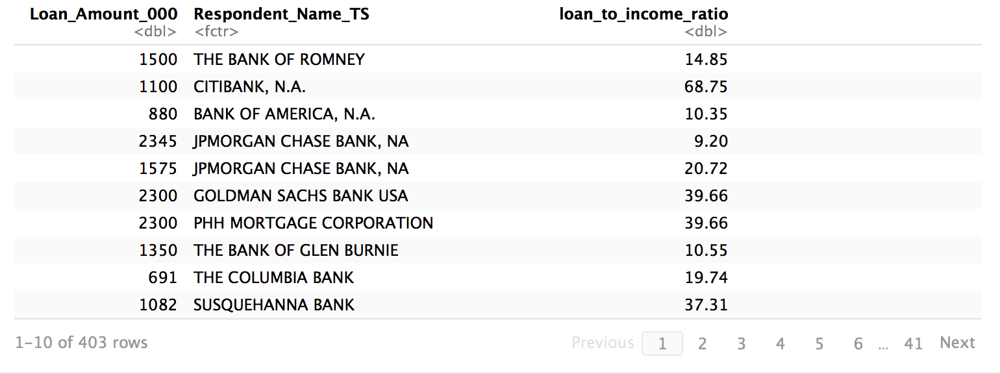 Loan_Amount_000 Respondent_Name_TS loan_to_income_ratio
<dbl> <fctr> <dbl>
1500 THE BANK OF ROMNEY 14.85
1100 CITIBANK, N.A. 68.75
880 BANK OF AMERICA, N.A. 10.35
2345 JPMORGAN CHASE BANK, NA 9.20
1575 JPMORGAN CHASE BANK, NA 20.72
2300 GOLDMAN SACHS BANK USA 39.66
2300 PHH MORTGAGE CORPORATION 39.66
1350 THE BANK OF GLEN BURNIE 10.55
691 THE COLUMBIA BANK 19.74
1082 SUSQUEHANNA BANK 37.31
1–10 of 403 rows Previous 1 2 3 4 5 6 ... 41 Next